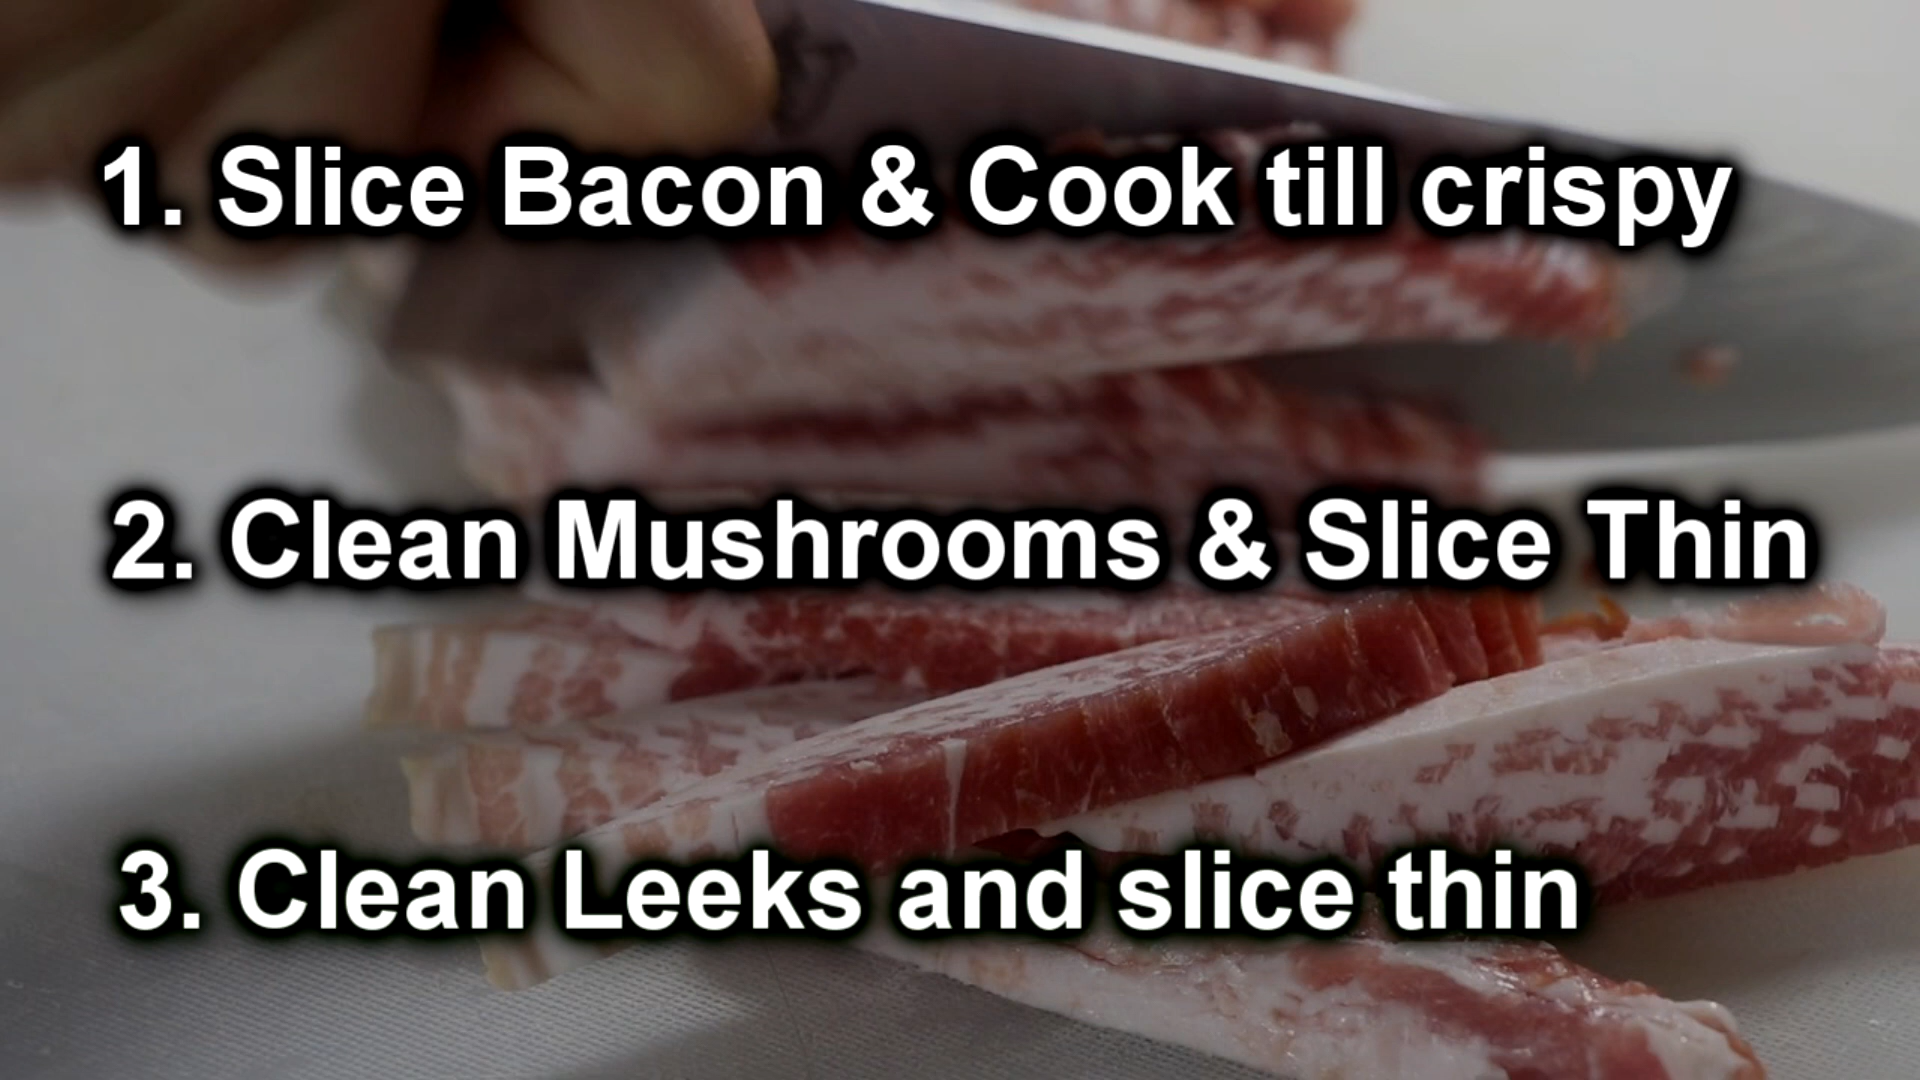 1. Slice Bacon & Cook till crispy
2. Clean Mushrooms & Slice Thin
3. Clean Leeks and slice thin